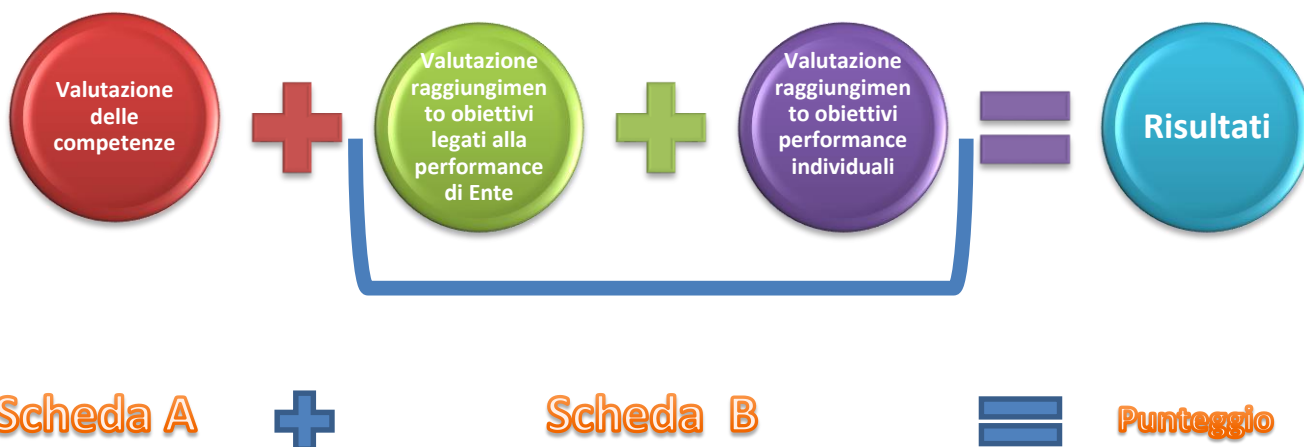 Valutazione
delle
competenze
Valutazione
raggiungimen
to obiettivi
legati alla
performance
di Ente
Valutazione
raggiungimen
to obiettivi
performance
individuali
Risultati
Scheda A
Scheda B
Punteggio